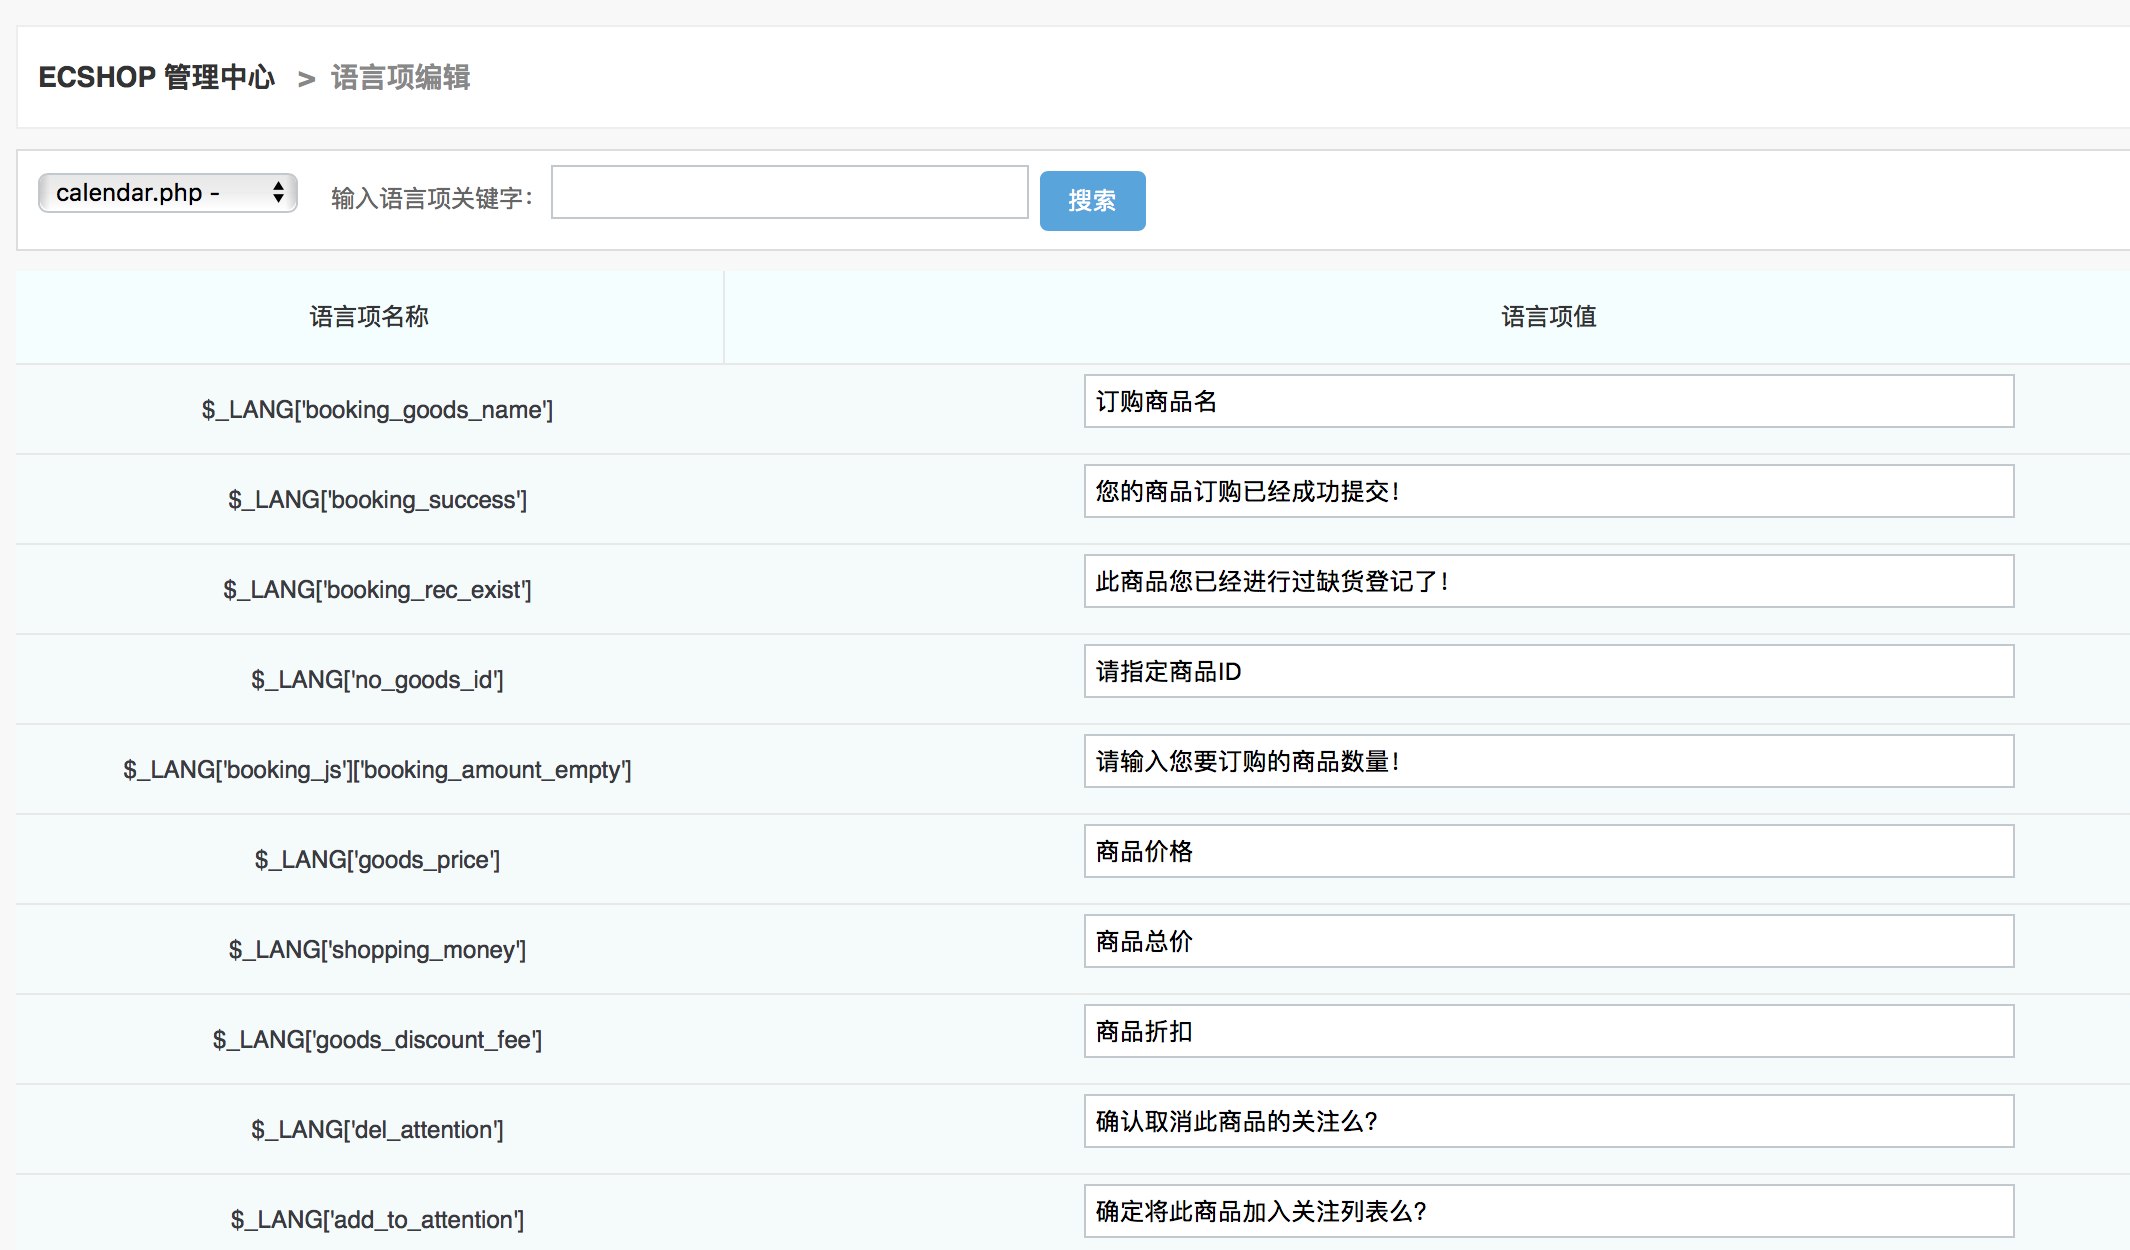 ECSHOP 管理中心 > 语言项编辑
calendar.php - 输入语言项关键字： 搜索
语言项名称 语言项值
$_LANG['booking_goods_name'] 订购商品名
$_LANG['booking_success'] 您的商品订购已经成功提交！
$_LANG['booking_rec_exist'] 此商品您已经进行过缺货登记了！
$_LANG['no_goods_id'] 请指定商品ID
$_LANG['booking_js']['booking_amount_empty'] 请输入您要订购的商品数量！
$_LANG['goods_price'] 商品价格
$_LANG['shopping_money'] 商品总价
$_LANG['goods_discount_fee'] 商品折扣
$_LANG['del_attention'] 确认取消此商品的关注么？
$_LANG['add_to_attention'] 确定将此商品加入关注列表么？